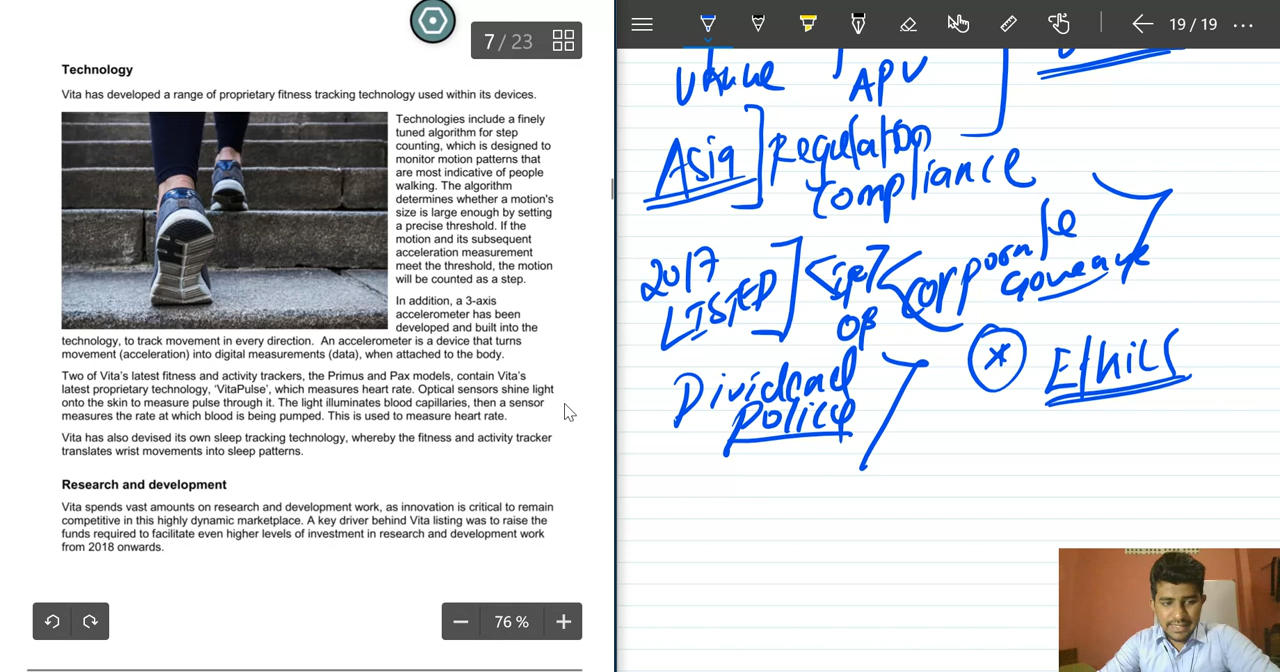 7 / 23
Technology
Vita has developed a range of proprietary fitness tracking technology used within its devices.
Technologies include a finely
tuned algorithm for step
counting, which is designed to
monitor motion patterns that
are most indicative of people
walking. The algorithm
determines whether a motion's
size is large enough by setting
a precise threshold. If the
motion and its subsequent
acceleration measurement
meet the threshold, the motion
will be counted as a step.
In addition, a 3-axis
accelerometer has been
developed and built into the
technology, to tack movement in every direction. An accelerometer is a device that turns
movement (acceleration) into digital measurements (data), when attached to the body.
Two of Vita's latest fitness and activity trackers, the Primus and Pax models, contain Vita's
latest proprietary technology, 'VitaPulse', which measures heart rate. Optical sensors shine light
onto the skin to measure pulse through it. The light illuminates blood capillaries, then a sensor
measures the rate at which blood is being pumped. This is used to measure heart rate.
Vita has also devised its own sleep tracking technology, whereby the fitness and activity tracker
translates wrist movements into sleep patterns.
Research and development
Vita spends vast amounts on research and development work, as innovation is critical to remain
competitive in this highly dynamic marketplace. A key driver behind Vita listing was to raise the
funds required to facilitate even higher levels of investment in research and development work
from 2018 onwards.
76 %
19 / 19
APV
Asia Regulation
compliance
2017
LISTED
Corporate
Dividend
policy
Ethics